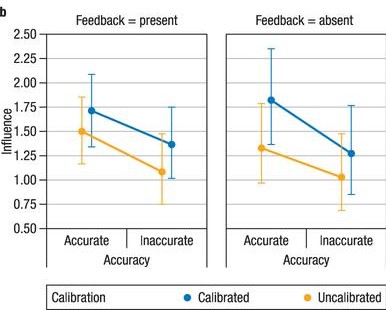 b
Feedback = present
Feedback = absent
Influence
2.50
2.25
2.00
1.75
1.50
1.25
1.00
0.75
0.50
Accurate
Inaccurate
Accurate
Inaccurate
Accuracy
Accuracy
Calibration
Calibrated
Uncalibrated